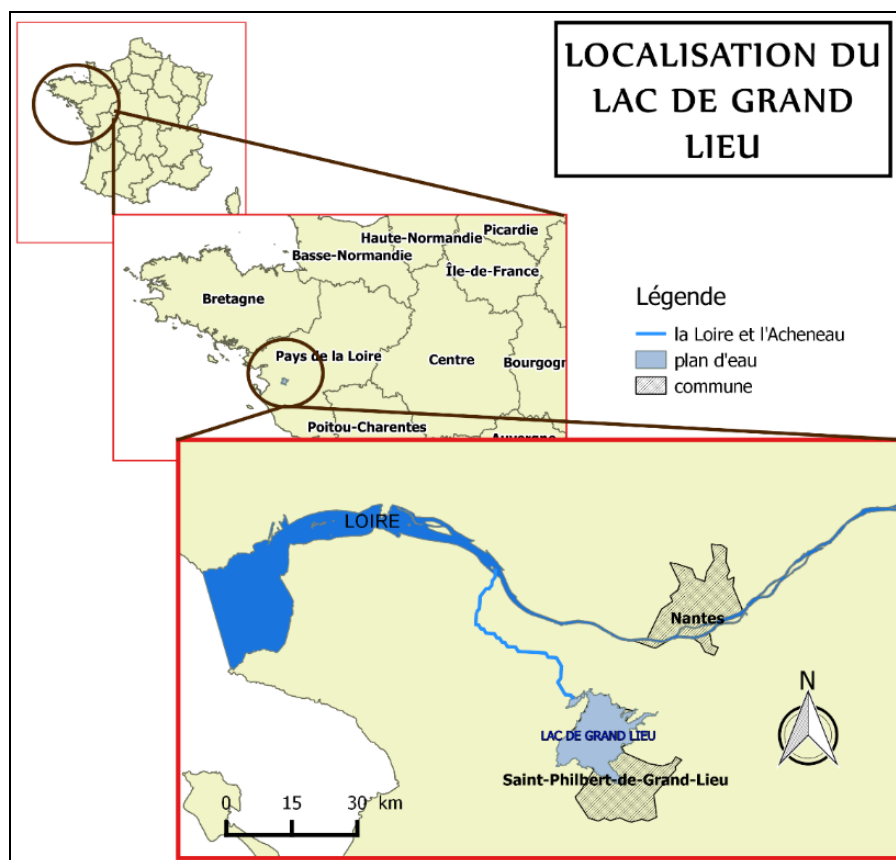 LOCALISATION DU
LAC DE GRAND
LIEU
Picardie
Haute-Normandie
Basse-Normandie
Île-de-France
Bretagne
Pays de la Loire
Centre
Bourgogn
Poitou-Charentes
Auvergne
Légende
la Loire et l'Acheneau
plan d'eau
commune
LOIRE
Nantes
N
LAC DE GRAND LIEU
Saint-Philbert-de-Grand-Lieu
0 15 30 km